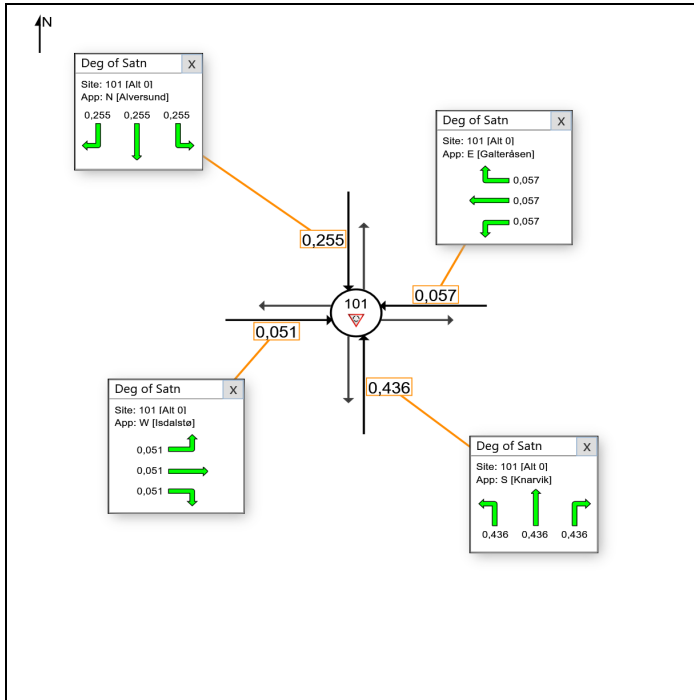 N
Deg of Satn X
Site: 101 [Alt 0]
App: N [Alversund]
0,255 0,255 0,255
Deg of Satn X
Site: 101 [Alt 0]
App: E [Galteråsen]
0,057
0,057
0,057
0,255
0,057
101
0,051
0,436
Deg of Satn X
Site: 101 [Alt 0]
App: W [Isdalstø]
0,051
0,051
0,051
Deg of Satn X
Site: 101 [Alt 0]
App: S [Knarvik]
0,436 0,436 0,436